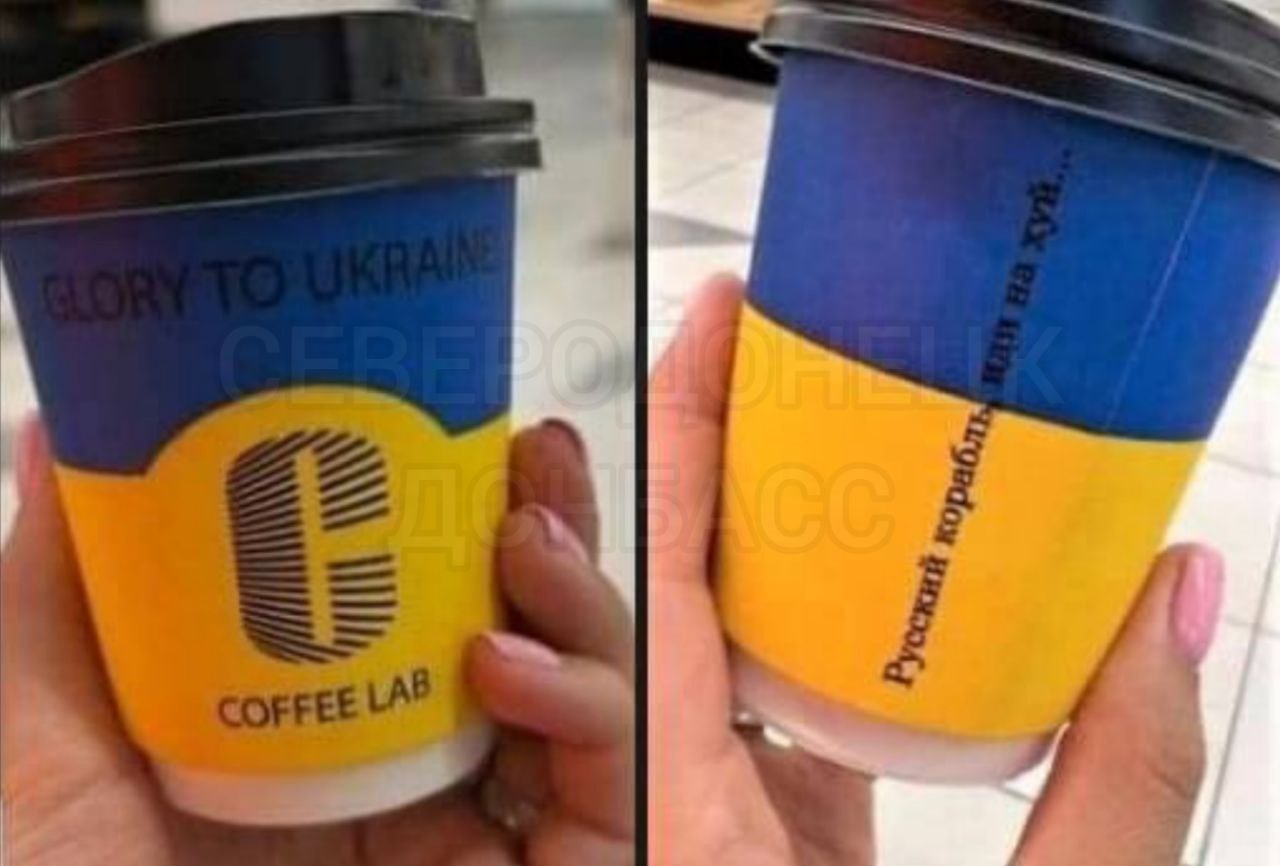 GLORY TO UKRAINE
COFFEE LAB
Русский корабль, иди на хуй...
СЕВЕРОДОНЕЦК
ДОНБАСС